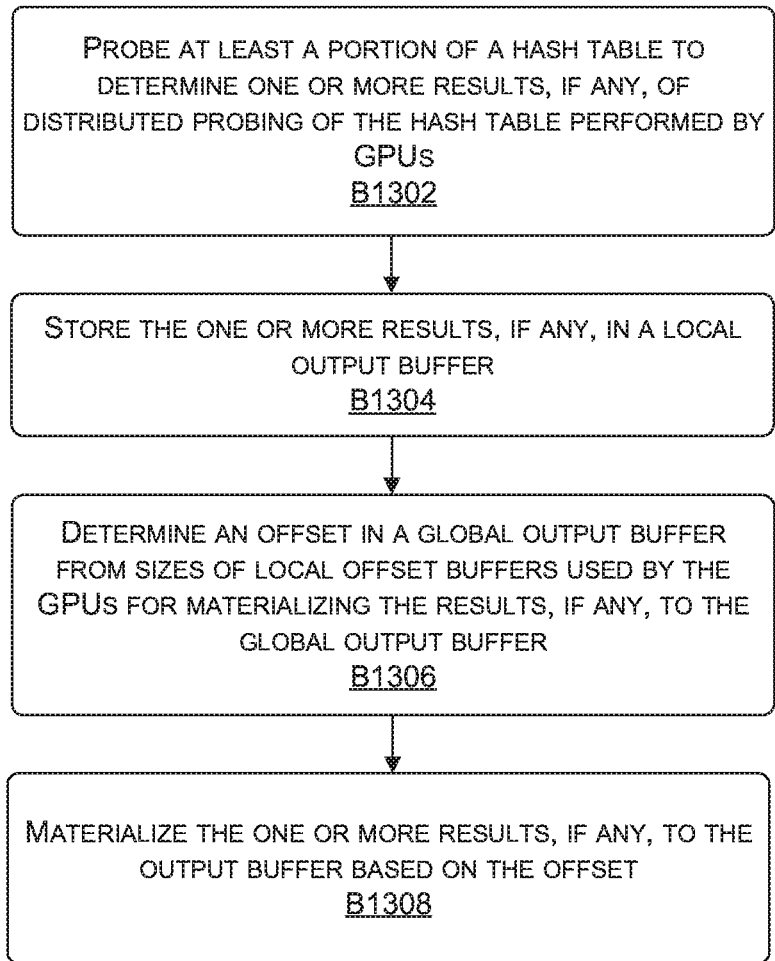 PROBE AT LEAST A PORTION OF A HASH TABLE TO
DETERMINE ONE OR MORE RESULTS, IF ANY, OF
DISTRIBUTED PROBING OF THE HASH TABLE PERFORMED BY
GPUS
B1302
STORE THE ONE OR MORE RESULTS, IF ANY, IN A LOCAL
OUTPUT BUFFER
B1304
DETERMINE AN OFFSET IN A GLOBAL OUTPUT BUFFER
FROM SIZES OF LOCAL OFFSET BUFFERS USED BY THE
GPUS FOR MATERIALIZING THE RESULTS, IF ANY, TO THE
GLOBAL OUTPUT BUFFER
B1306
MATERIALIZE THE ONE OR MORE RESULTS, IF ANY, TO THE
OUTPUT BUFFER BASED ON THE OFFSET
B1308